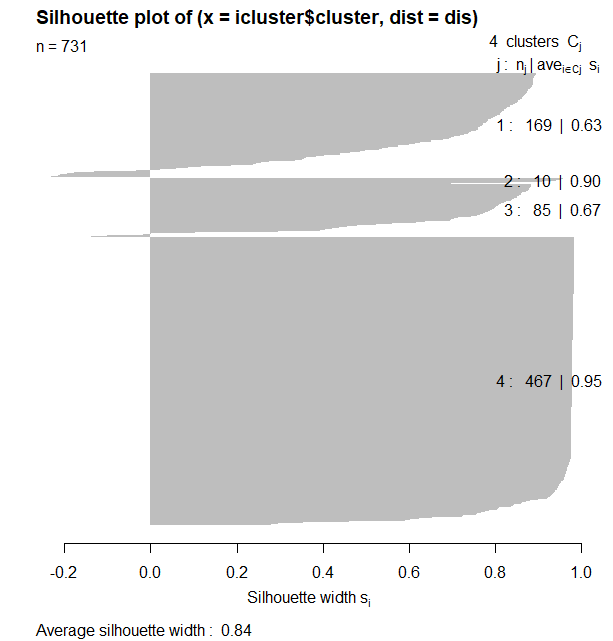 Silhouette plot of (x = icluster$cluster, dist = dis)
n = 731
4 clusters Cj
j : nj | avei∈Cj si
1 : 169 | 0.63
2 : 10 | 0.90
3 : 85 | 0.67
4 : 467 | 0.95
-0.2 0.0 0.2 0.4 0.6 0.8 1.0
Silhouette width si
Average silhouette width : 0.84